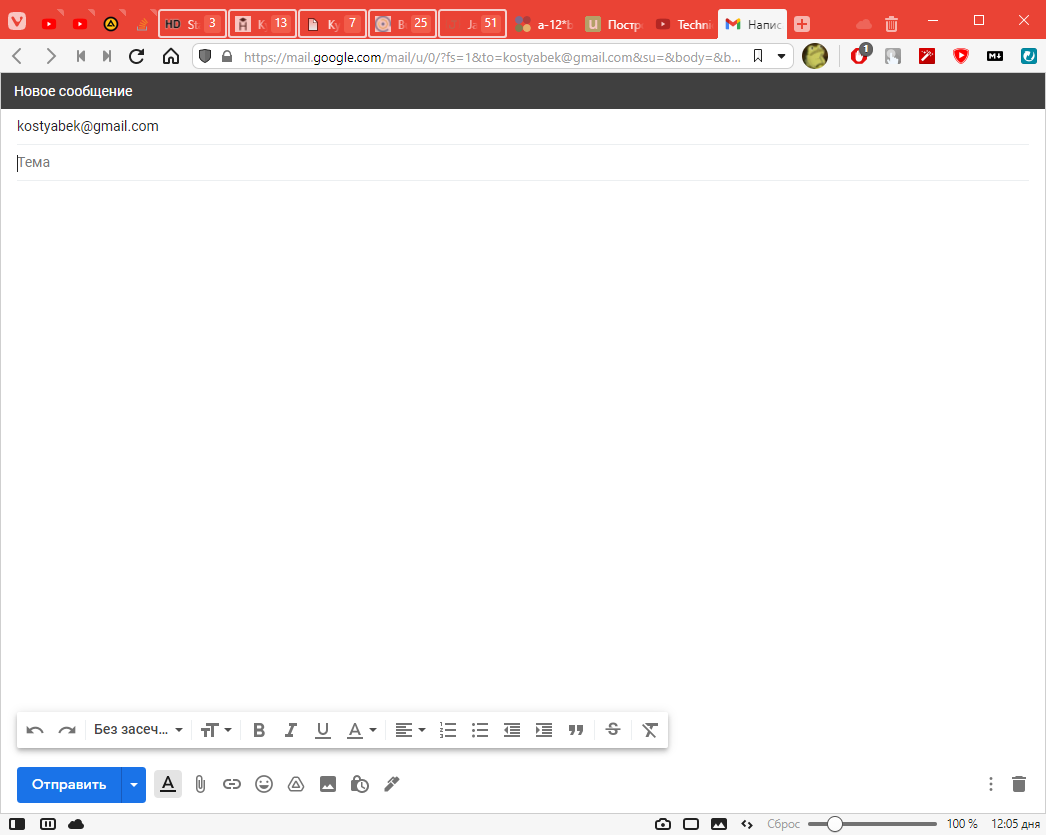 HD St 3 K 13 Ку 7 В 25 Ja 51 a-12*b Постр Techni Напис
1
https://mail.google.com/mail/u/0/?fs=1&to=kostyabek@gmail.com&su=&body=&b...
Новое сообщение
kostyabek@gmail.com
Тема
Без засеч...
Отправить
Сброс 100 % 12:05 дня